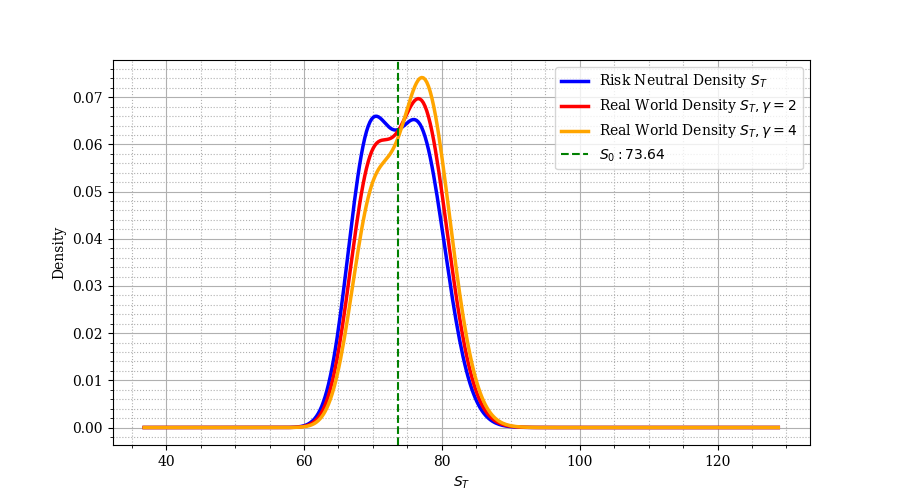 Risk Neutral Density S_T
Real World Density S_T, γ = 2
Real World Density S_T, γ = 4
S_0 : 73.64
Density
0.07
0.06
0.05
0.04
0.03
0.02
0.01
0.00
40
60
80
100
120
S_T